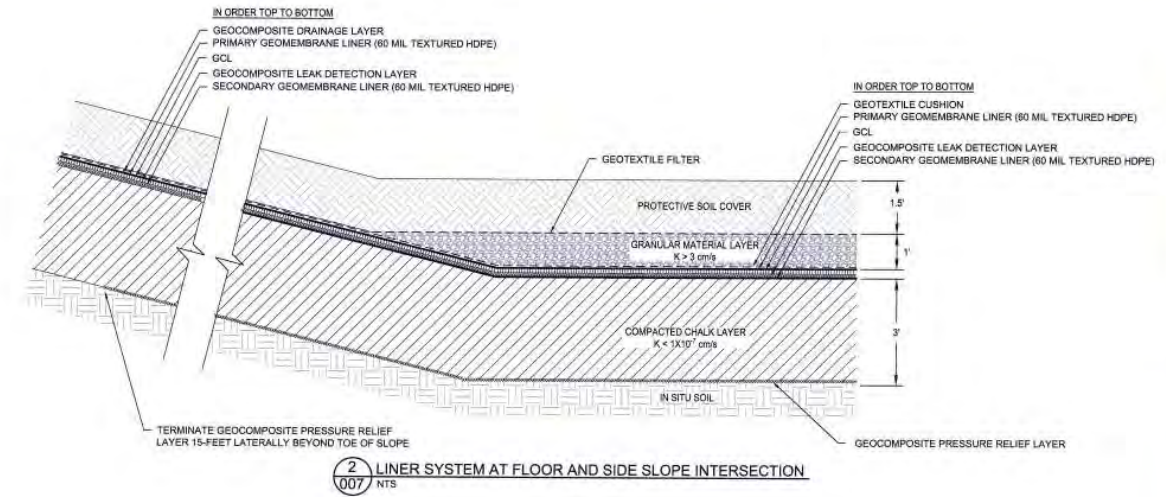 IN ORDER TOP TO BOTTOM
GEOCOMPOSITE DRAINAGE LAYER
PRIMARY GEOMEMBRANE LINER (60 MIL TEXTURED HDPE)
GCL
GEOCOMPOSITE LEAK DETECTION LAYER
SECONDARY GEOMEMBRANE LINER (60 MIL TEXTURED HDPE)
IN ORDER TOP TO BOTTOM
GEOTEXTILE CUSHION
PRIMARY GEOMEMBRANE LINER (60 MIL TEXTURED HDPE)
GCL
GEOCOMPOSITE LEAK DETECTION LAYER
SECONDARY GEOMEMBRANE LINER (60 MIL TEXTURED HDPE)
GEOTEXTILE FILTER
PROTECTIVE SOIL COVER
1.5'
GRANULAR MATERIAL LAYER
K > 3 cm/s
1'
COMPACTED CHALK LAYER
K < 1X10⁻⁷ cm/s
3'
IN SITU SOIL
TERMINATE GEOCOMPOSITE PRESSURE RELIEF
LAYER 15-FEET LATERALLY BEYOND TOE OF SLOPE
GEOCOMPOSITE PRESSURE RELIEF LAYER
2
007
LINER SYSTEM AT FLOOR AND SIDE SLOPE INTERSECTION
NTS